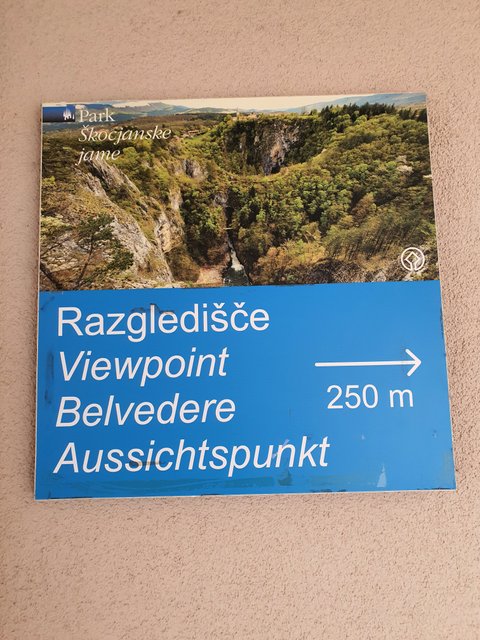 Park
Škocjanske
jame
Razgledišče
Viewpoint
Belvedere
250 m
Aussichtspunkt